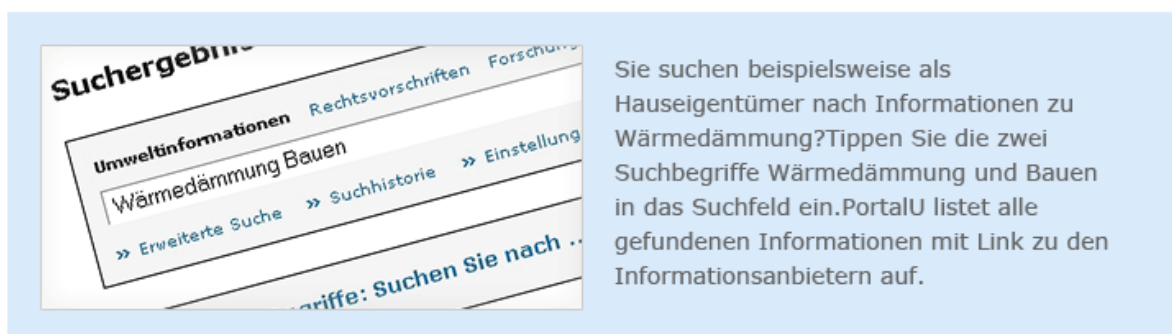 Suchergebnis
Umweltinformationen Rechtsvorschriften Forschung
Wärmedämmung Bauen
» Erweiterte Suche » Suchhistorie » Einstellung
griffe: Suchen Sie nach ...
Sie suchen beispielsweise als
Hauseigentümer nach Informationen zu
Wärmedämmung?Tippen Sie die zwei
Suchbegriffe Wärmedämmung und Bauen
in das Suchfeld ein.PortalU listet alle
gefundenen Informationen mit Link zu den
Informationsanbietern auf.